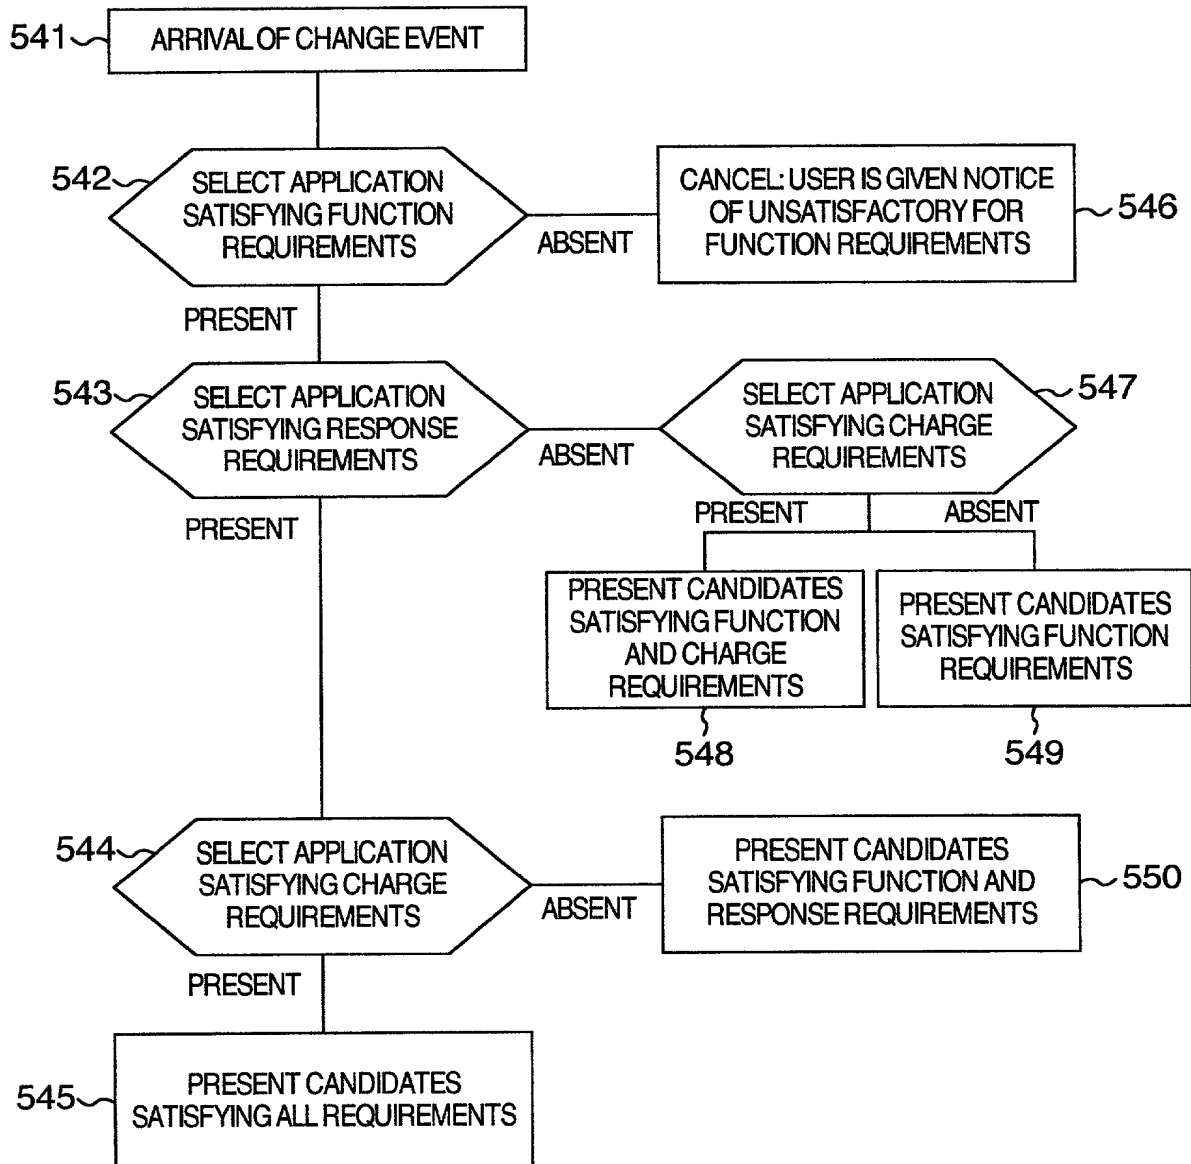 541
ARRIVAL OF CHANGE EVENT
542
SELECT APPLICATION
SATISFYING FUNCTION
REQUIREMENTS
ABSENT
CANCEL: USER IS GIVEN NOTICE
OF UNSATISFACTORY FOR
FUNCTION REQUIREMENTS
546
PRESENT
543
SELECT APPLICATION
SATISFYING RESPONSE
REQUIREMENTS
ABSENT
SELECT APPLICATION
SATISFYING CHARGE
REQUIREMENTS
547
PRESENT
PRESENT
ABSENT
PRESENT CANDIDATES
SATISFYING FUNCTION
AND CHARGE
REQUIREMENTS
548
PRESENT CANDIDATES
SATISFYING FUNCTION
REQUIREMENTS
549
544
SELECT APPLICATION
SATISFYING CHARGE
REQUIREMENTS
ABSENT
PRESENT CANDIDATES
SATISFYING FUNCTION AND
RESPONSE REQUIREMENTS
550
PRESENT
545
PRESENT CANDIDATES
SATISFYING ALL REQUIREMENTS